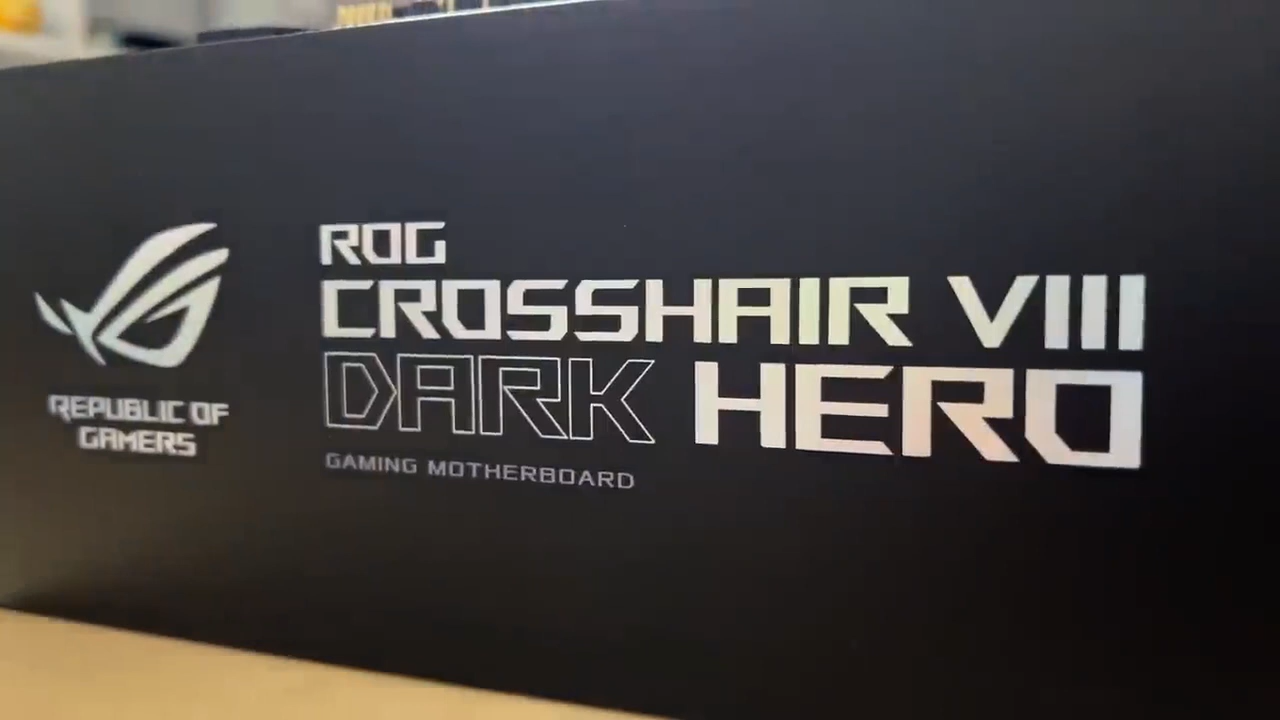 REPUBLIC OF
GAMERS
ROG
CROSSHAIR VIII
DARK HERO
GAMING MOTHERBOARD